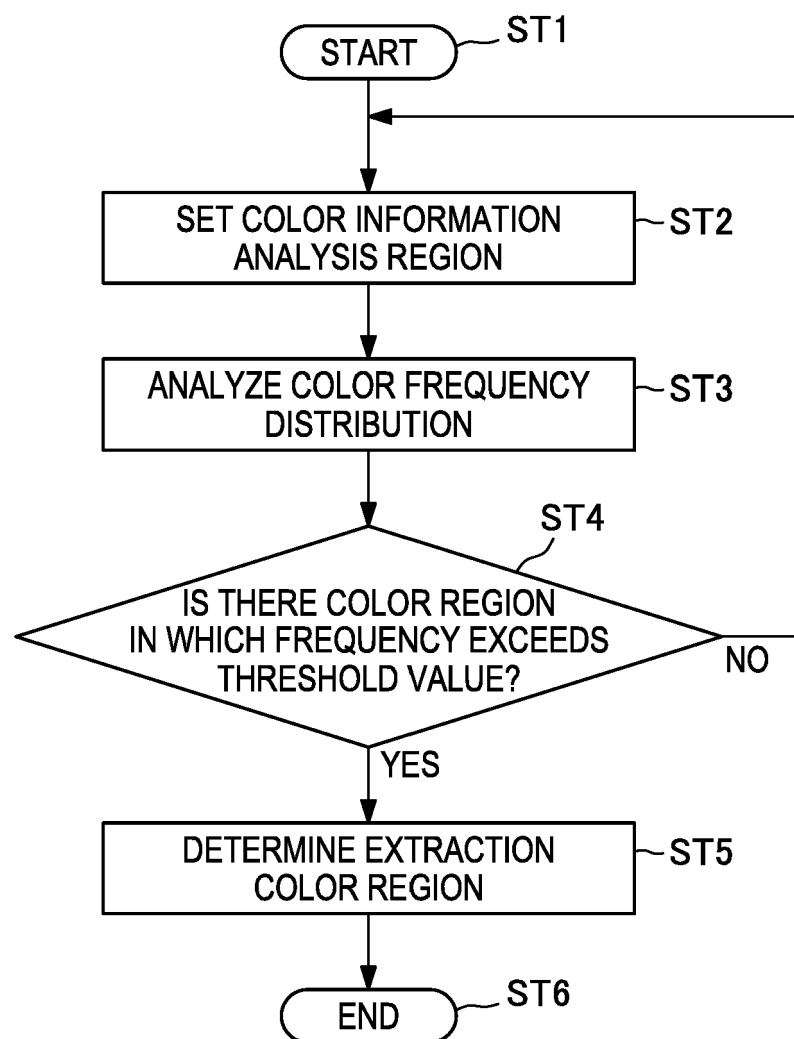 START
ST1
SET COLOR INFORMATION
ANALYSIS REGION
ST2
ANALYZE COLOR FREQUENCY
DISTRIBUTION
ST3
ST4
IS THERE COLOR REGION
IN WHICH FREQUENCY EXCEEDS
THRESHOLD VALUE?
NO
YES
DETERMINE EXTRACTION
COLOR REGION
ST5
END
ST6